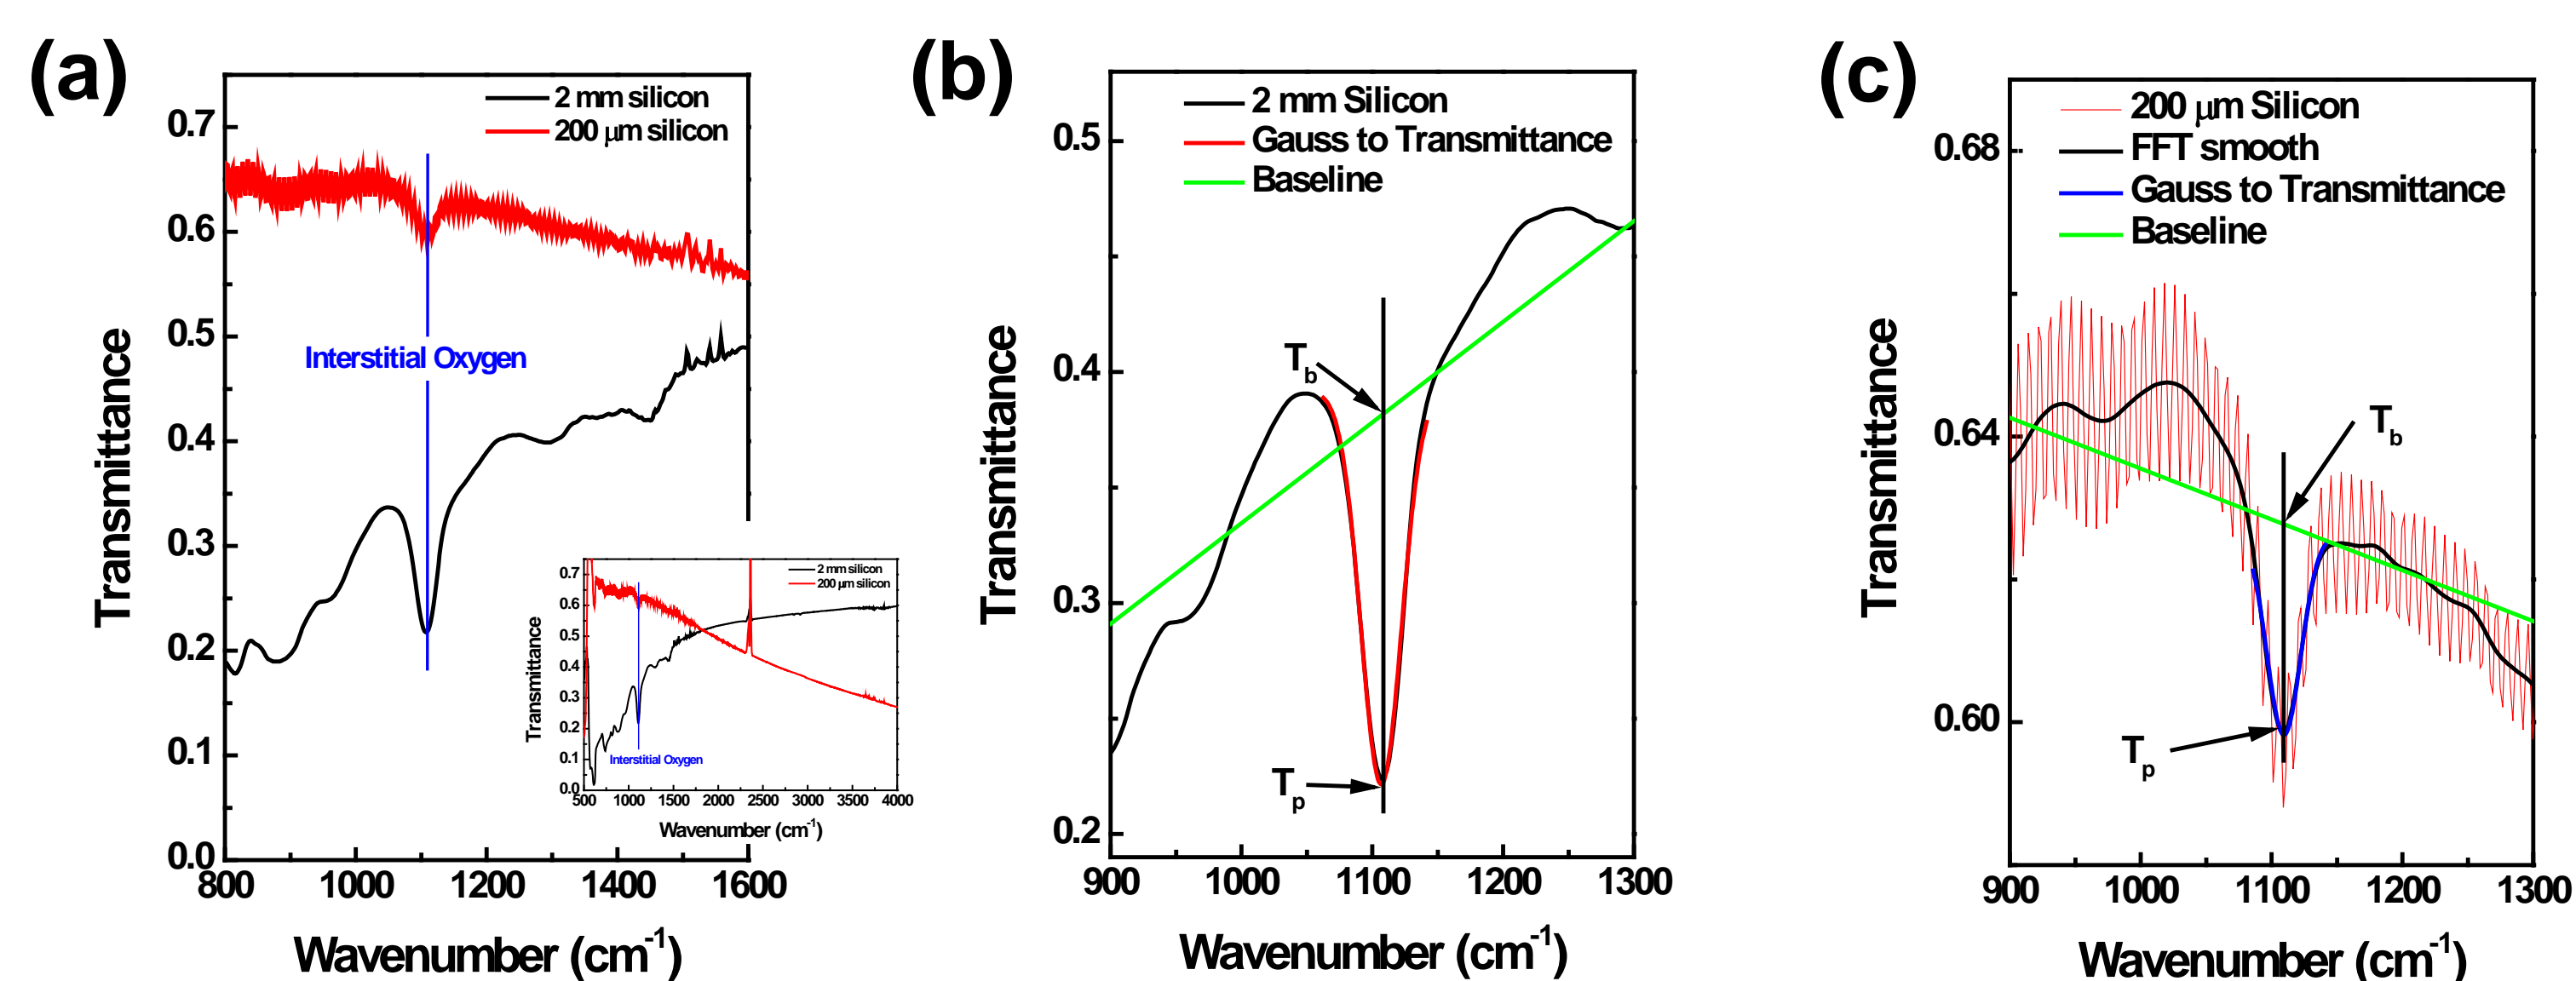 (a)
2 mm silicon
200 μm silicon
0.7
0.6
0.5
0.4
0.3
0.2
0.1
0.0
Transmittance
Interstitial Oxygen
800 1000 1200 1400 1600
Wavenumber (cm-1)
2 mm silicon
200 μm silicon
0.7
0.6
0.5
0.4
0.3
0.2
0.1
0.0
Transmittance
Interstitial Oxygen
500 1000 1500 2000 2500 3000 3500 4000
Wavenumber (cm-1)
(b)
2 mm Silicon
Gauss to Transmittance
Baseline
0.5
0.4
0.3
0.2
Transmittance
Tb
Tp
900 1000 1100 1200 1300
Wavenumber (cm-1)
(c)
200 μm Silicon
FFT smooth
Gauss to Transmittance
Baseline
0.68
0.64
0.60
Transmittance
Tb
Tp
900 1000 1100 1200 1300
Wavenumber (cm-1)